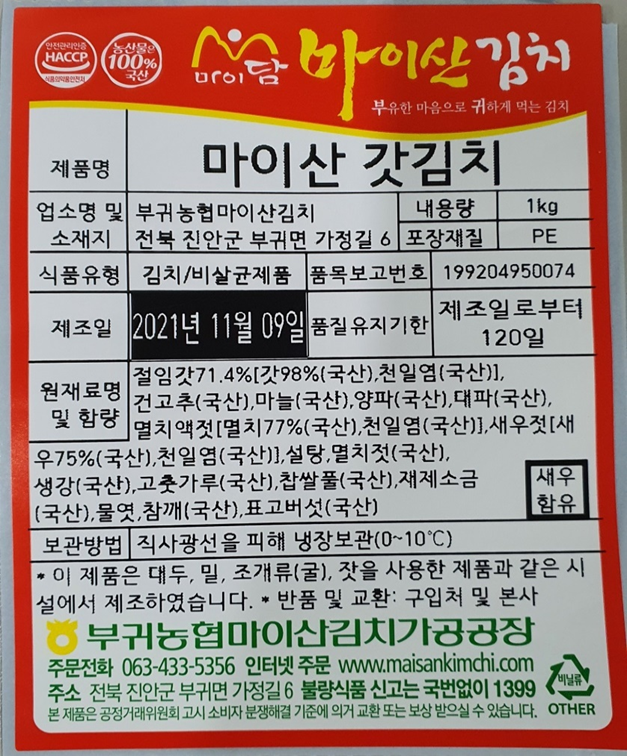 안전관리인증
HACCP
식품의약품안전처
농산물은
100%
국산
마이담
마이산 김치
부유한 마음으로 귀하게 먹는 김치
제품명
마이산 갓김치
업소명 및 소재지
부귀농협마이산김치
전북 진안군 부귀면 가정길 6
내용량
1kg
포장재질
PE
식품유형
김치/비살균제품
품목보고번호
199204950074
제조일
2021년 11월 09일
품질유지기한
제조일로부터
120일
원재료명
및 함량
절임갓71.4%[갓98%(국산),천일염(국산)],
건고추(국산),마늘(국산),양파(국산),대파(국산),
멸치액젓[멸치77%(국산),천일염(국산)],새우젓[새
우75%(국산),천일염(국산)],설탕,멸치젓(국산),
생강(국산),고춧가루(국산),찹쌀풀(국산),재제소금
(국산),물엿,참깨(국산),표고버섯(국산)
새우
함유
보관방법
직사광선을 피해 냉장보관(0~10℃)
* 이 제품은 대두, 밀, 조개류(굴), 잣을 사용한 제품과 같은 시
설에서 제조하였습니다. * 반품 및 교환: 구입처 및 본사
부귀농협마이산김치가공공장
주문전화 063-433-5356 인터넷 주문 www.maisankimchi.com
주소 전북 진안군 부귀면 가정길 6 불량식품 신고는 국번없이 1399
본 제품은 공정거래위원회 고시 소비자 분쟁해결 기준에 의거 교환 또는 보상 받으실 수 있습니다.
비닐류
OTHER